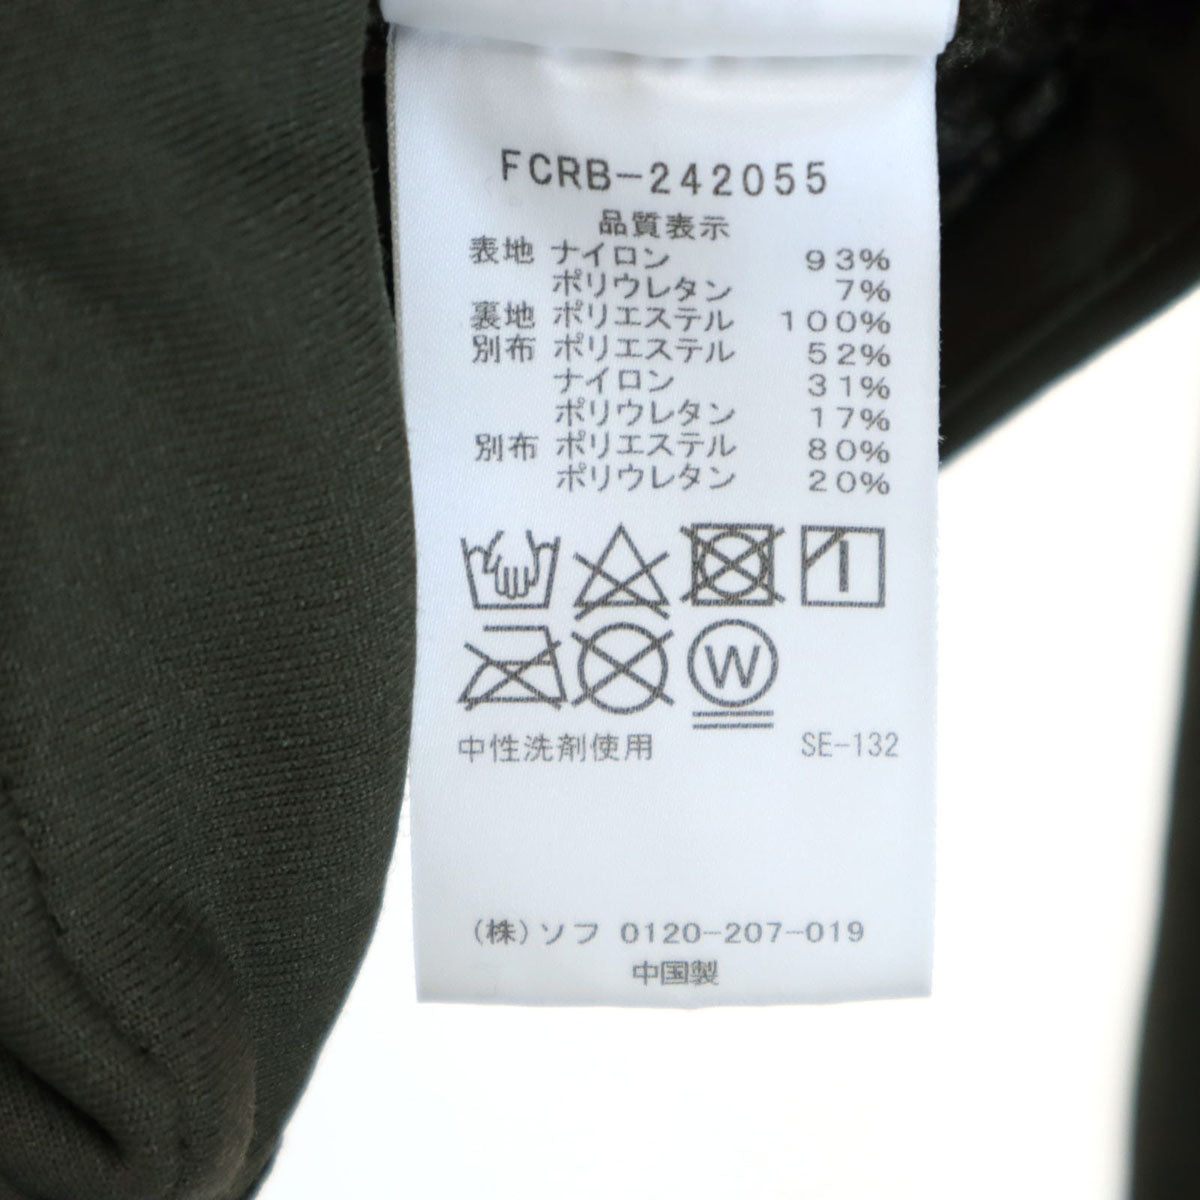 FCRB-242055
品質表示
表地 ナイロン 93%
ポリウレタン 7%
裏地 ポリエステル 100%
別布 ポリエステル 52%
ナイロン 31%
ポリウレタン 17%
別布 ポリエステル 80%
ポリウレタン 20%
W
中性洗剤使用 SE-132
(株)ソフ 0120-207-019
中国製